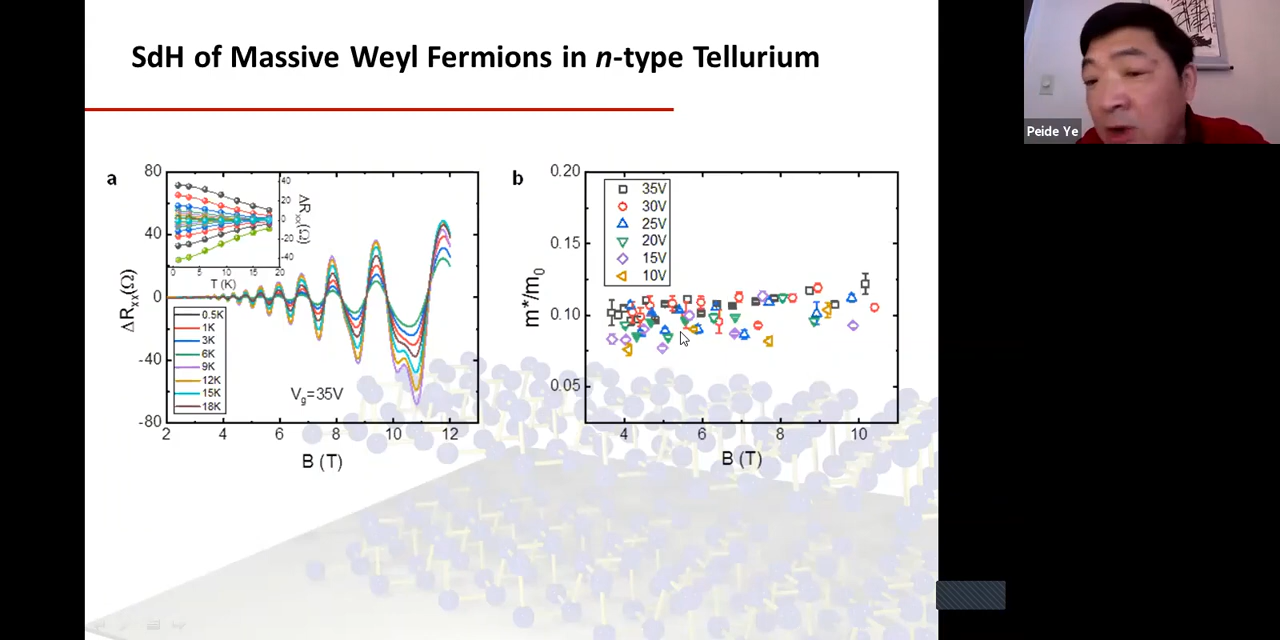 SdH of Massive Weyl Fermions in n-type Tellurium
Peide Ye
a
80
40
0
-40
-80
ΔRxx(Ω)
40
20
0
-20
-40
ΔRxx(Ω)
0 5 10 15 20
T (K)
0.5K
1K
3K
6K
9K
12K
15K
18K
Vg=35V
2 4 6 8 10 12
B (T)
b
0.20
0.15
0.10
0.05
m*/m0
35V
30V
25V
20V
15V
10V
4 6 8 10
B (T)